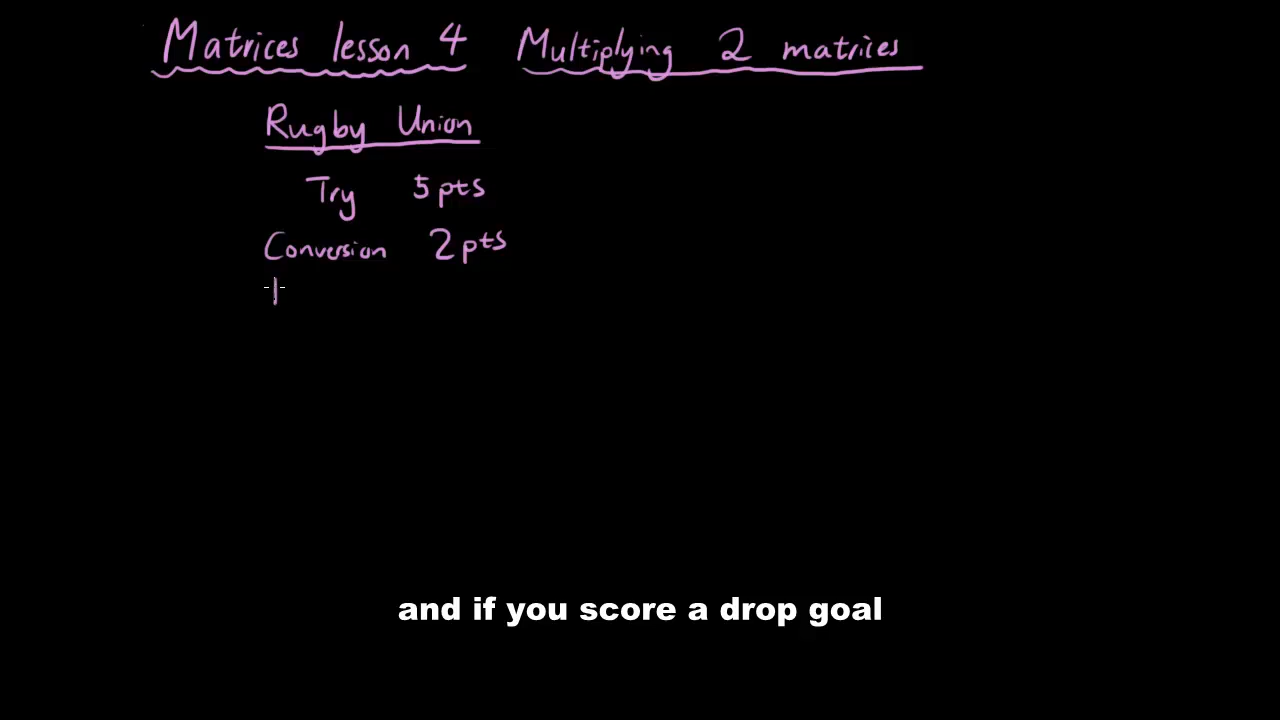 Matrices lesson 4 Multiplying 2 matrices
Rugby Union
Try 5 pts
Conversion 2 pts
and if you score a drop goal